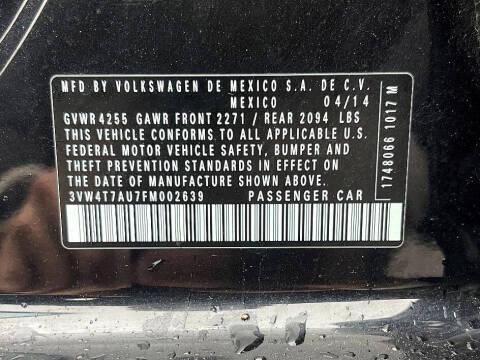 MFD BY VOLKSWAGEN DE MEXICO S.A. DE C.V.
MEXICO 04/14
GVWR 4255 GAWR FRONT 2271 / REAR 2094 LBS
THIS VEHICLE CONFORMS TO ALL APPLICABLE U.S.
FEDERAL MOTOR VEHICLE SAFETY, BUMPER AND
THEFT PREVENTION STANDARDS IN EFFECT ON
THE DATE OF MANUFACTURE SHOWN ABOVE.
3VW4T7AU7FM002639 PASSENGER CAR
1748066 1017 M